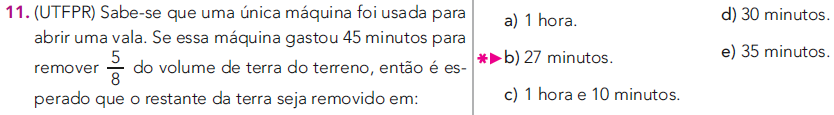 11. (UTFPR) Sabe-se que uma única máquina foi usada para
abrir uma vala. Se essa máquina gastou 45 minutos para
remover 5/8 do volume de terra do terreno, então é es-
perado que o restante da terra seja removido em:
a) 1 hora.
*▶b) 27 minutos.
c) 1 hora e 10 minutos.
d) 30 minutos.
e) 35 minutos.